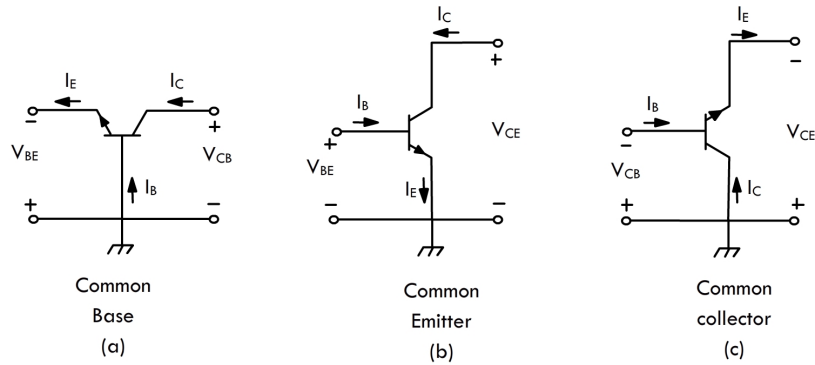 I_E
I_C
-
+
V_BE
V_CB
I_B
+
-
Common
Base
(a)
I_C
+
I_B
+
V_CE
V_BE
I_E
-
-
Common
Emitter
(b)
I_E
-
I_B
-
V_CE
V_CB
I_C
+
+
Common
collector
(c)